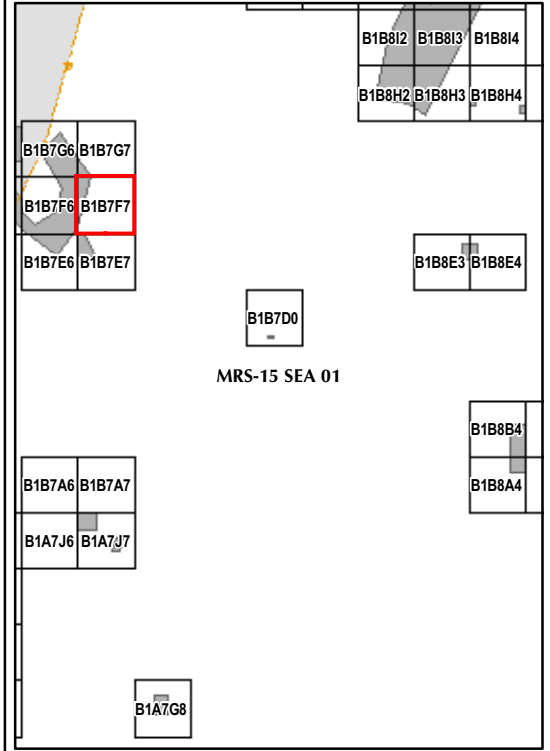 B1B8I2 B1B8I3 B1B8I4
B1B8H2 B1B8H3 B1B8H4
B1B7G6 B1B7G7
B1B7F6 B1B7F7
B1B7E6 B1B7E7
B1B8E3 B1B8E4
B1B7D0
MRS-15 SEA 01
B1B8B4
B1B7A6 B1B7A7
B1B8A4
B1A7J6 B1A7J7
B1A7G8